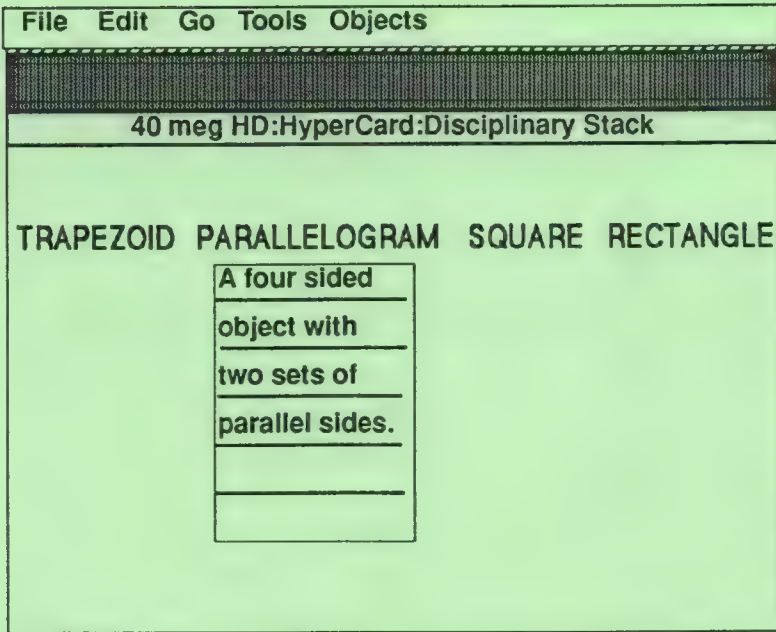 File Edit Go Tools Objects
40 meg HD:HyperCard:Disciplinary Stack
TRAPEZOID PARALLELOGRAM SQUARE RECTANGLE
A four sided
object with
two sets of
parallel sides.